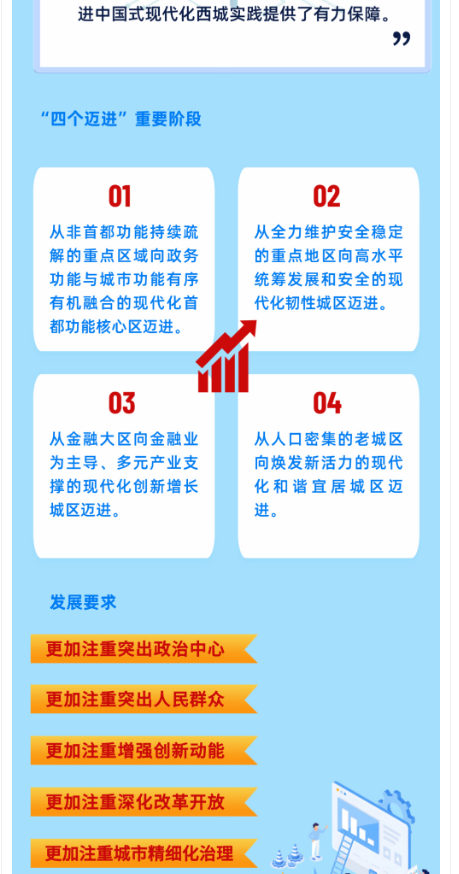 进中国式现代化西城实践提供了有力保障。
”
“四个迈进”重要阶段
01
从非首都功能持续疏
解的重点区域向政务
功能与城市功能有序
有机融合的现代化首
都功能核心区迈进。
02
从全力维护安全稳定
的重点地区向高水平
统筹发展和安全的现
代化韧性城区迈进。
03
从金融大区向金融业
为主导、多元产业支
撑的现代化创新增长
城区迈进。
04
从人口密集的老城区
向焕发新活力的现代
化和谐宜居城区迈
进。
发展要求
更加注重突出政治中心
更加注重突出人民群众
更加注重增强创新动能
更加注重深化改革开放
更加注重城市精细化治理